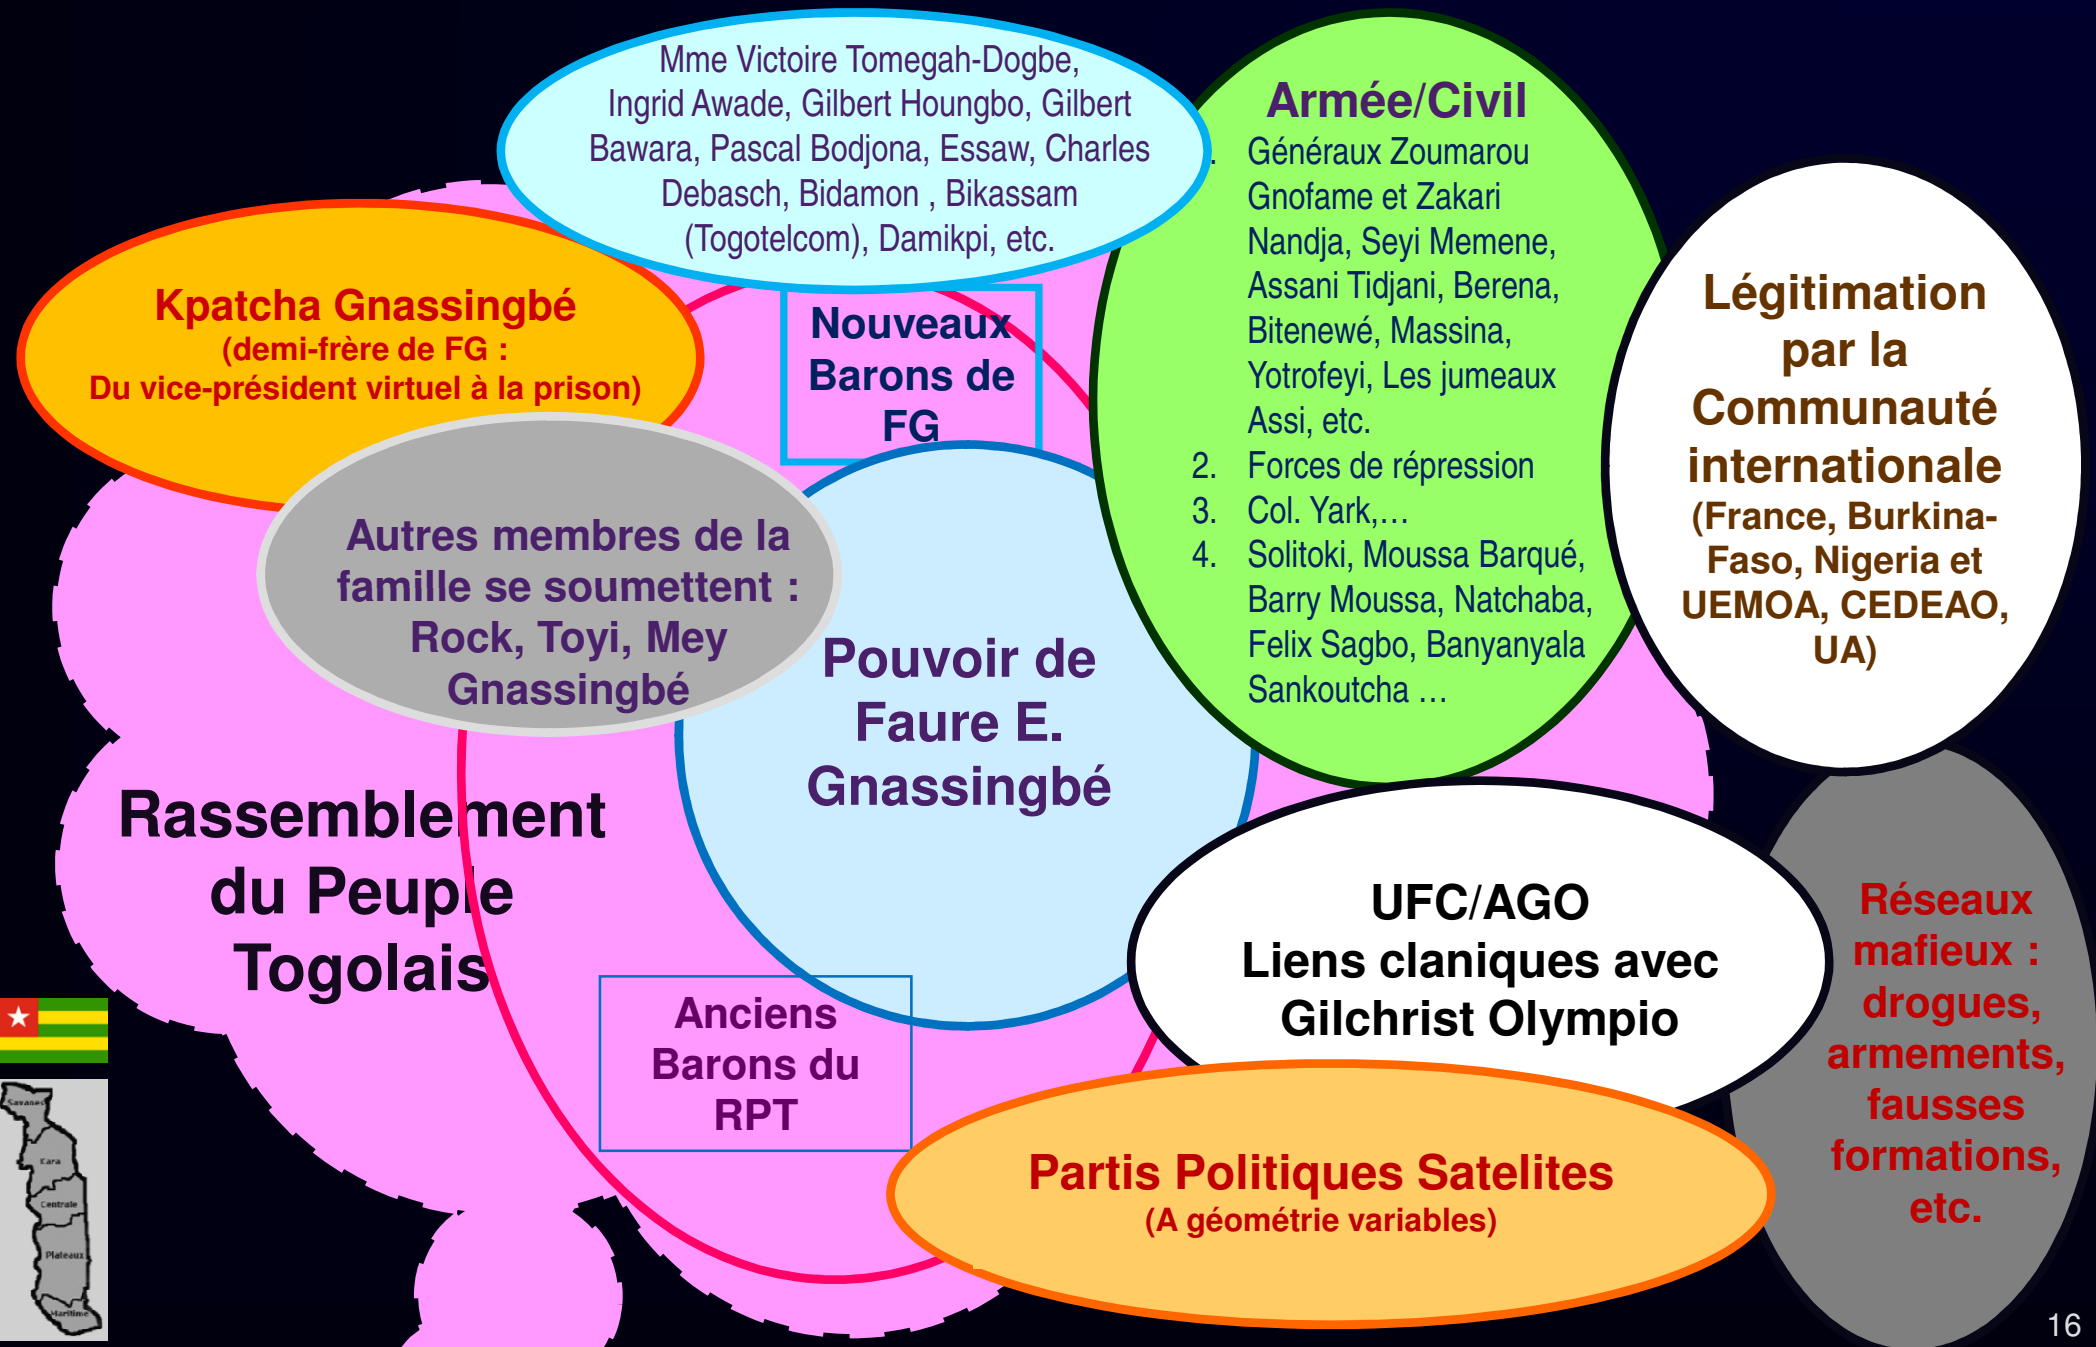 Mme Victoire Tomegah-Dogbe,
Ingrid Awade, Gilbert Houngbo, Gilbert
Bawara, Pascal Bodjona, Essaw, Charles
Debasch, Bidamon , Bikassam
(Togotelcom), Damikpi, etc.
Armée/Civil
. Généraux Zoumarou
Gnofame et Zakari
Nandja, Seyi Memene,
Assani Tidjani, Berena,
Bitenewé, Massina,
Yotrofeyi, Les jumeaux
Assi, etc.
2. Forces de répression
3. Col. Yark,…
4. Solitoki, Moussa Barqué,
Barry Moussa, Natchaba,
Felix Sagbo, Banyanyala
Sankoutcha …
Légitimation
par la
Communauté
internationale
(France, Burkina-
Faso, Nigeria et
UEMOA, CEDEAO,
UA)
Kpatcha Gnassingbé
(demi-frère de FG :
Du vice-président virtuel à la prison)
Nouveaux
Barons de
FG
Autres membres de la
famille se soumettent :
Rock, Toyi, Mey
Gnassingbé
Pouvoir de
Faure E.
Gnassingbé
Rassemblement
du Peuple
Togolais
UFC/AGO
Liens claniques avec
Gilchrist Olympio
Réseaux
mafieux :
drogues,
armements,
fausses
formations,
etc.
Anciens
Barons du
RPT
Partis Politiques Satelites
(A géométrie variables)
Savanes
Kara
Centrale
Plateaux
Maritime
16